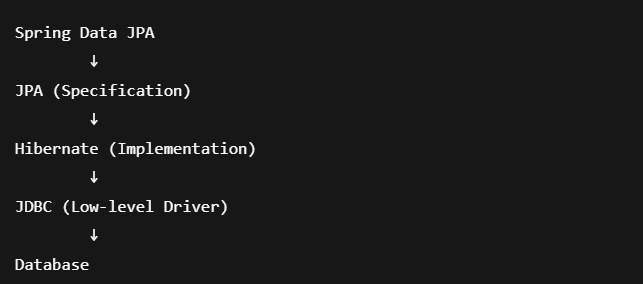 Spring Data JPA
↓
JPA (Specification)
↓
Hibernate (Implementation)
↓
JDBC (Low-level Driver)
↓
Database